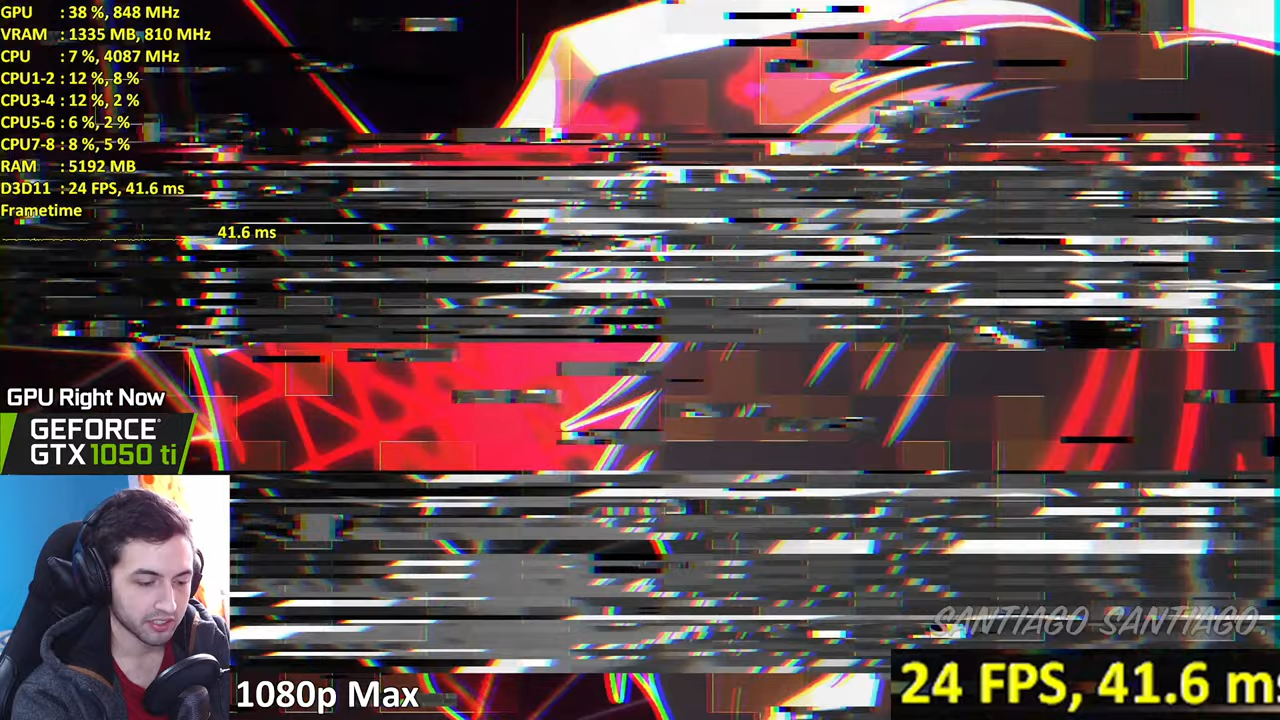 GPU : 38 %, 848 MHz
VRAM : 1335 MB, 810 MHz
CPU : 7 %, 4087 MHz
CPU1-2 : 12 %, 8 %
CPU3-4 : 12 %, 2 %
CPU5-6 : 6 %, 2 %
CPU7-8 : 8 %, 5 %
RAM : 5192 MB
D3D11 : 24 FPS, 41.6 ms
Frametime
41.6 ms
GPU Right Now
GEFORCE
GTX 1050 ti
SANTIAGO SANTIAGO
1080p Max
24 FPS, 41.6 ms